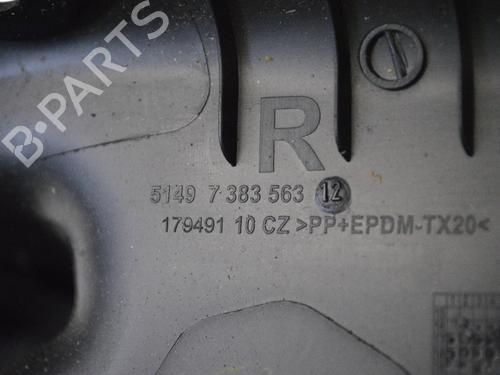 B-PARTS
R
5149 7 383 563 12
179491 10 CZ >PP+EPDM-TX20<